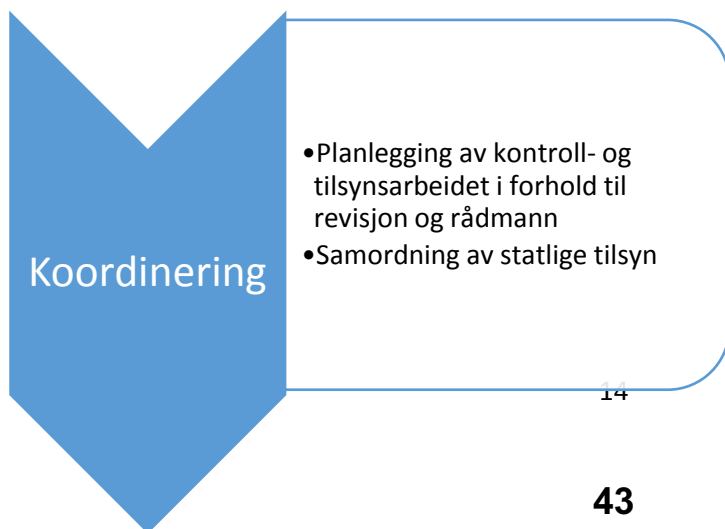 Koordinering
•Planlegging av kontroll- og
tilsynsarbeidet i forhold til
revisjon og rådmann
•Samordning av statlige tilsyn
14
43